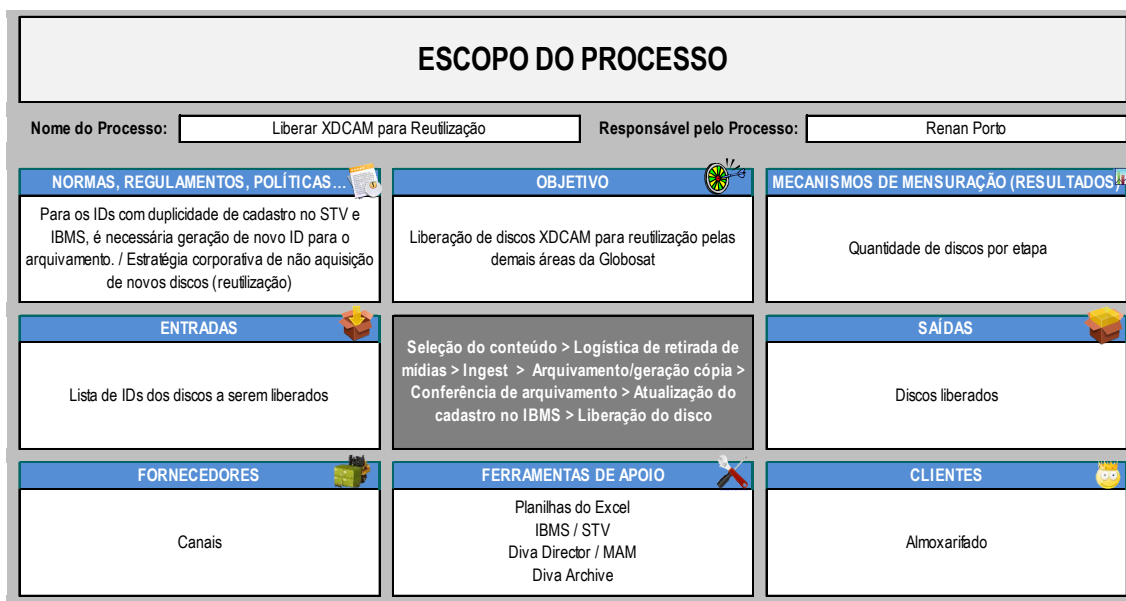 ESCOPO DO PROCESSO
Nome do Processo: Liberar XDCAM para Reutilização Responsável pelo Processo: Renan Porto
NORMAS, REGULAMENTOS, POLÍTICAS...
Para os IDs com duplicidade de cadastro no STV e
IBMS, é necessária geração de novo ID para o
arquivamento. / Estratégia corporativa de não aquisição
de novos discos (reutilização)
OBJETIVO
Liberação de discos XDCAM para reutilização pelas
demais áreas da Globosat
MECANISMOS DE MENSURAÇÃO (RESULTADOS)
Quantidade de discos por etapa
ENTRADAS
Lista de IDs dos discos a serem liberados
Seleção do conteúdo > Logística de retirada de
mídias > Ingest > Arquivamento/geração cópia >
Conferência de arquivamento > Atualização do
cadastro no IBMS > Liberação do disco
SAÍDAS
Discos liberados
FORNECEDORES
Canais
FERRAMENTAS DE APOIO
Planilhas do Excel
IBMS / STV
Diva Director / MAM
Diva Archive
CLIENTES
Almoxarifado